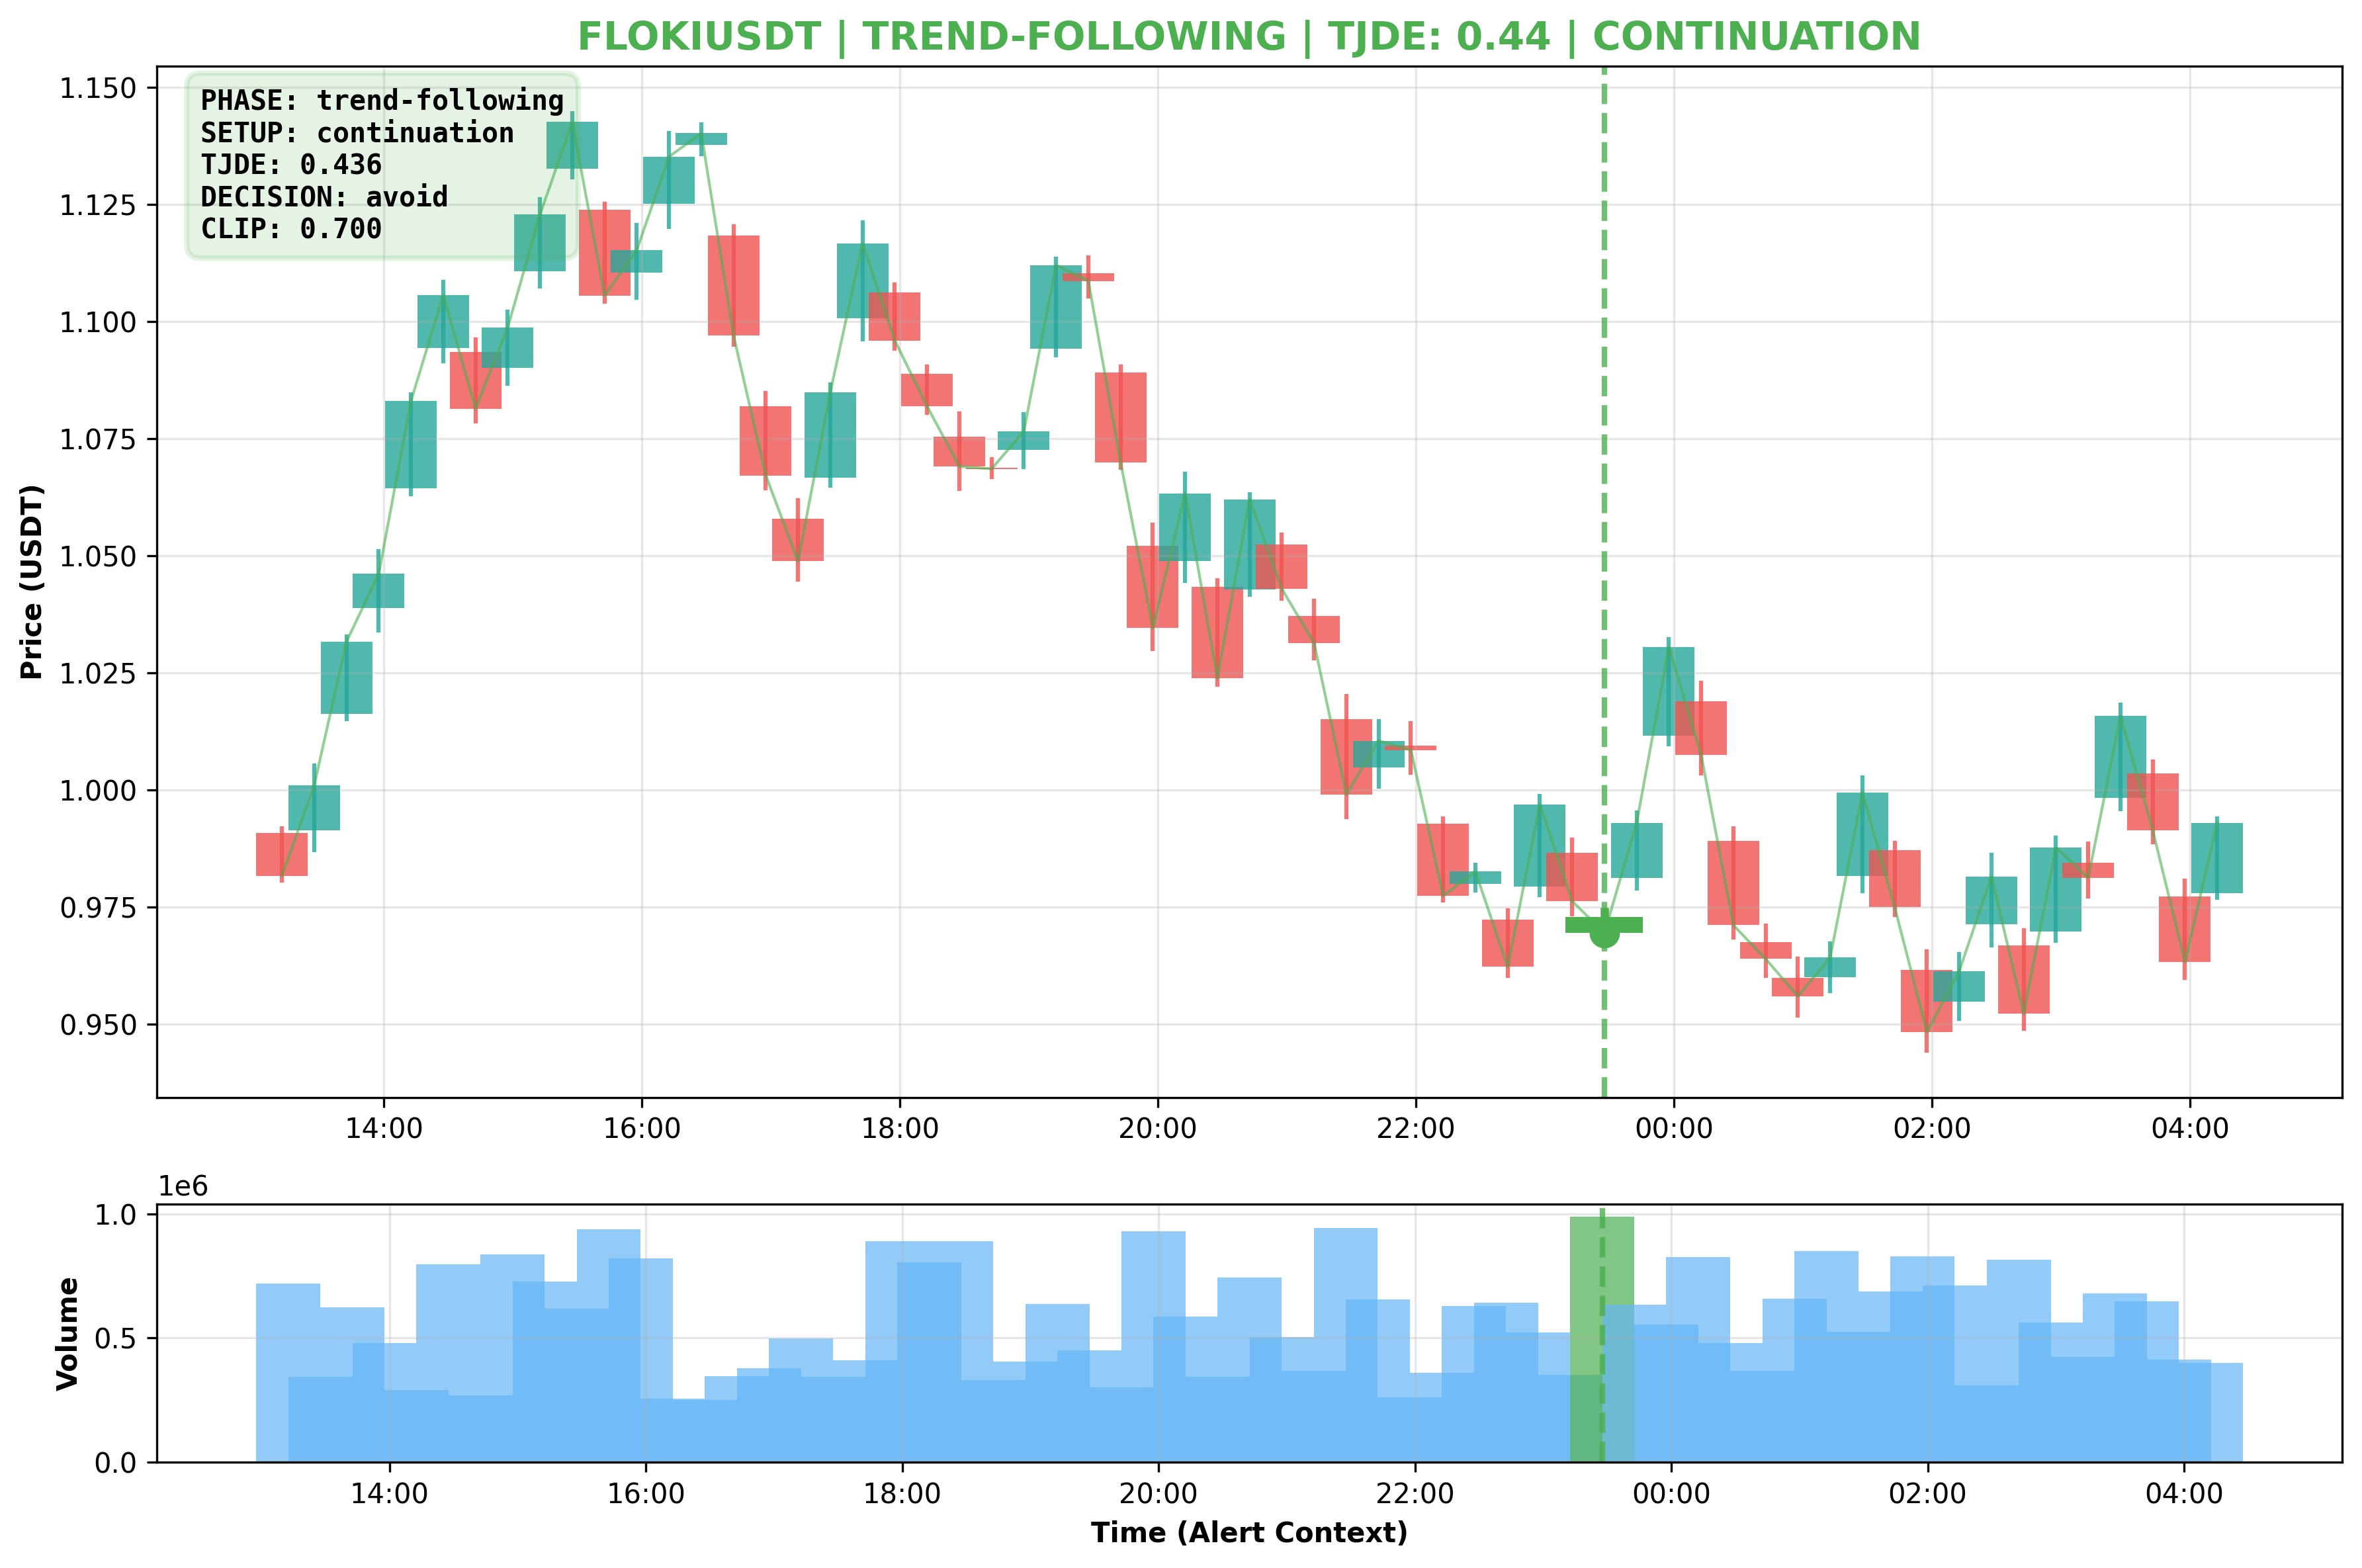 FLOKIUSDT | TREND-FOLLOWING | TJDE: 0.44 | CONTINUATION
PHASE: trend-following
SETUP: continuation
TJDE: 0.436
DECISION: avoid
CLIP: 0.700
Price (USDT)
1.150
1.125
1.100
1.075
1.050
1.025
1.000
0.975
0.950
14:00 16:00 18:00 20:00 22:00 00:00 02:00 04:00
1e6
Volume
1.0
0.5
0.0
14:00 16:00 18:00 20:00 22:00 00:00 02:00 04:00
Time (Alert Context)